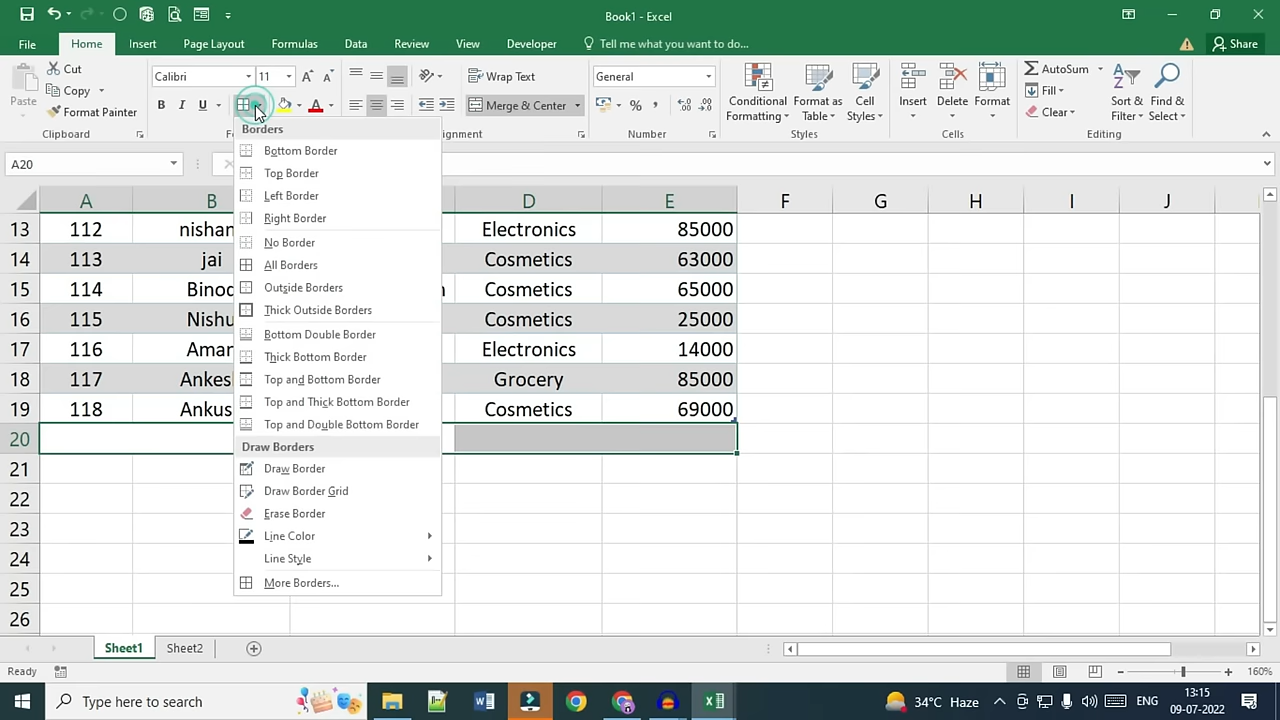 Book1 - Excel
File Home Insert Page Layout Formulas Data Review View Developer Tell me what you want to do... Share
Paste
Cut
Copy
Format Painter
Clipboard
Calibri 11
B I U
Wrap Text
Merge & Center
General
Number
Conditional Formatting
Format as Table
Cell Styles
Styles
Insert Delete Format
Cells
AutoSum
Fill
Clear
Sort & Filter
Find & Select
Editing
A20
Borders
Bottom Border
Top Border
Left Border
Right Border
No Border
All Borders
Outside Borders
Thick Outside Borders
Bottom Double Border
Thick Bottom Border
Top and Bottom Border
Top and Thick Bottom Border
Top and Double Bottom Border
Draw Borders
Draw Border
Draw Border Grid
Erase Border
Line Color
Line Style
More Borders...
A B D E F G H I J
13 112 nishan Electronics 85000
14 113 jai Cosmetics 63000
15 114 Binod Cosmetics 65000
16 115 Nishu Cosmetics 25000
17 116 Aman Electronics 14000
18 117 Ankesh Grocery 85000
19 118 Ankus Cosmetics 69000
20
21
22
23
24
25
26
Sheet1 Sheet2
Ready 160%
Type here to search 34°C Haze ENG 13:15
09-07-2022